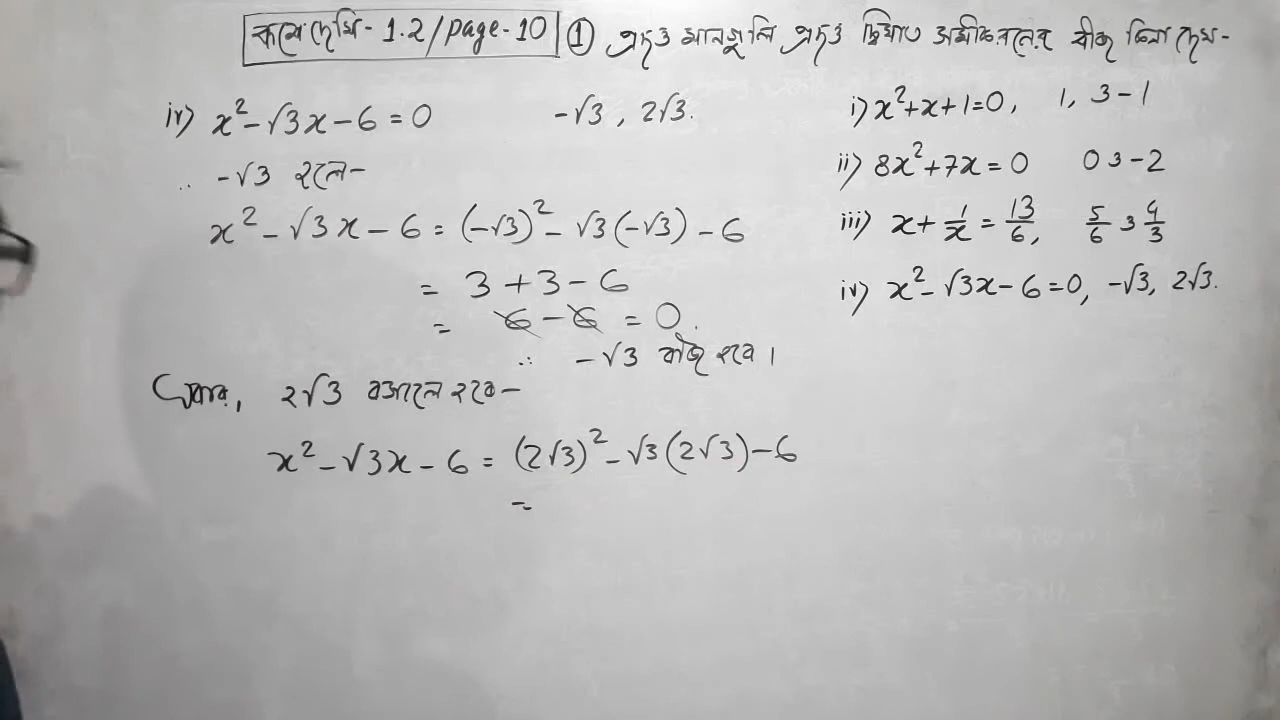 কষে দেখি- 1.2/page-10 ① প্রদত্ত মানগুলি প্রদত্ত দ্বিঘাত সমীকরণের বীজ কিনা দেখ-
iv) x² - √3x - 6 = 0 -√3 , 2√3.
∴ -√3 হলে-
x² - √3x - 6 = (-√3)² - √3(-√3) - 6
= 3 + 3 - 6
= 6 - 6 = 0.
∴ -√3 বীজ হবে।
আবার, ২√3 বসালে হবে-
x² - √3x - 6 = (2√3)² - √3(2√3) - 6
=
i) x² + x + 1 = 0, 1, ও -1
ii) 8x² + 7x = 0 0 ও -2
iii) x + 1/x = 13/6, 5/6 ও 4/3
iv) x² - √3x - 6 = 0, -√3, 2√3.